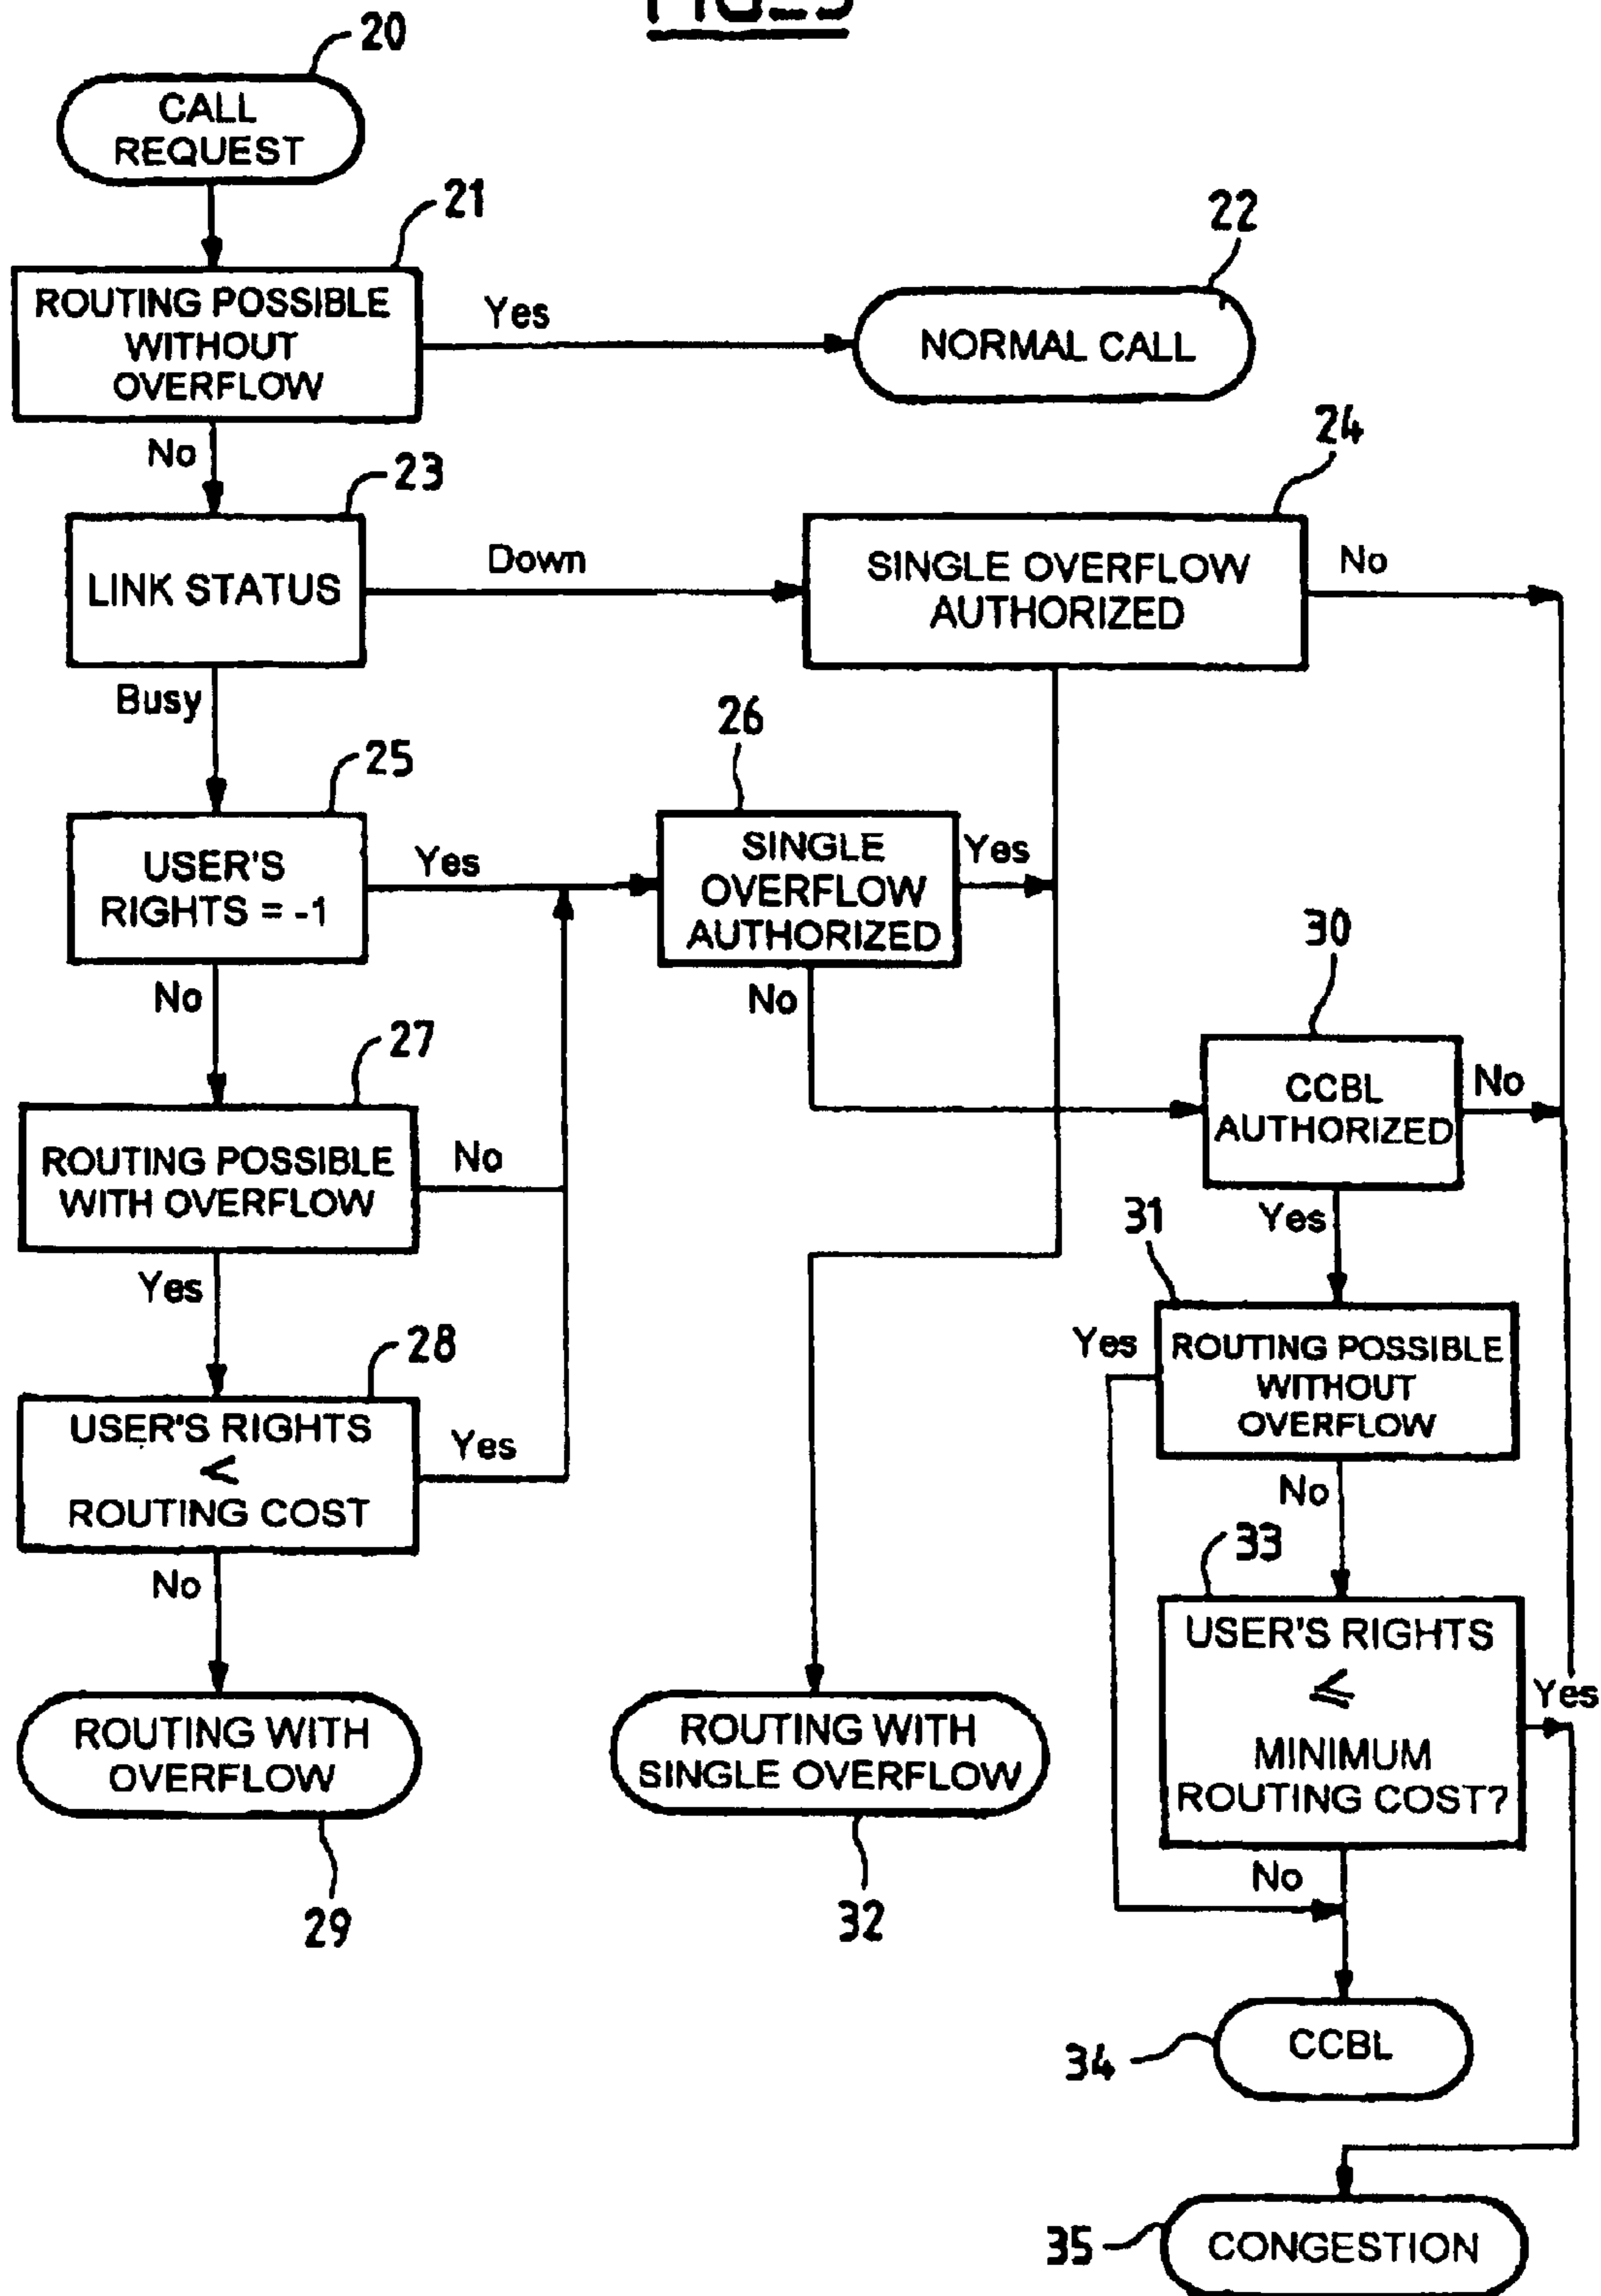 20
CALL
REQUEST
21
ROUTING POSSIBLE
WITHOUT
OVERFLOW
Yes
22
NORMAL CALL
No
23
LINK STATUS
Down
24
SINGLE OVERFLOW
AUTHORIZED
No
Busy
25
USER'S
RIGHTS = -1
Yes
26
SINGLE
OVERFLOW
AUTHORIZED
Yes
No
No
27
ROUTING POSSIBLE
WITH OVERFLOW
No
30
CCBL
AUTHORIZED
No
Yes
Yes
28
USER'S RIGHTS
<
ROUTING COST
Yes
31
Yes
ROUTING POSSIBLE
WITHOUT
OVERFLOW
No
No
33
USER'S RIGHTS
≤
MINIMUM
ROUTING COST?
Yes
ROUTING WITH
OVERFLOW
29
ROUTING WITH
SINGLE OVERFLOW
32
No
34
CCBL
35
CONGESTION